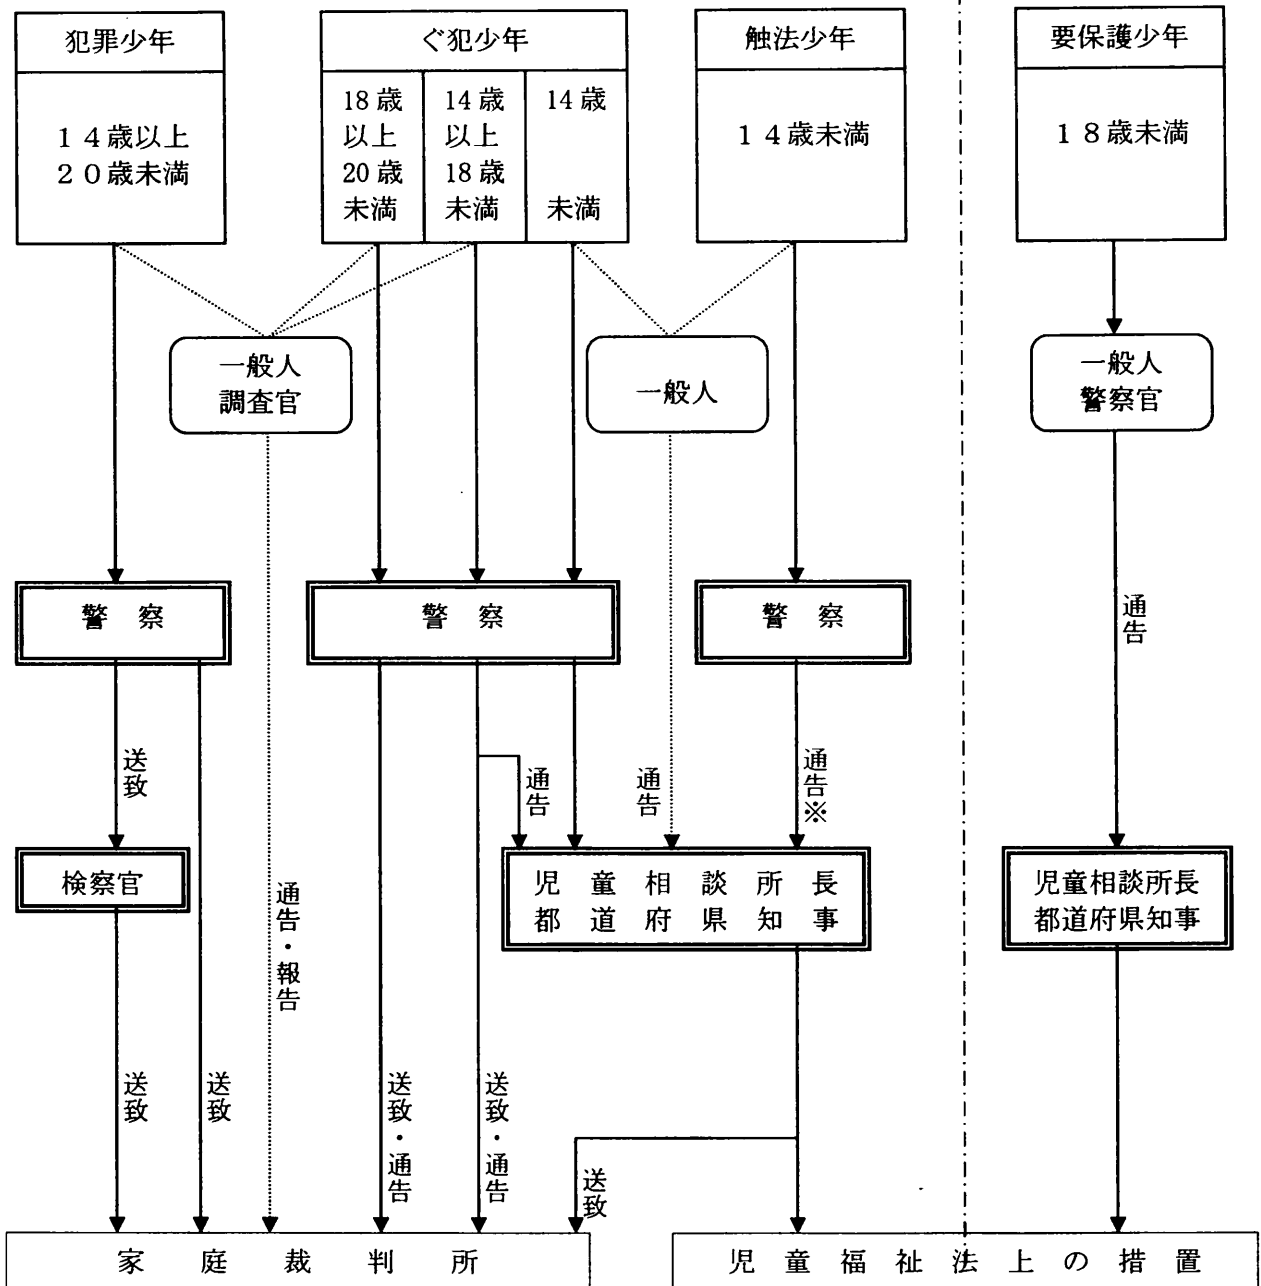 犯罪少年
１４歳以上
２０歳未満
ぐ犯少年
18歳
以上
20歳
未満
14歳
以上
18歳
未満
14歳
未満
触法少年
１４歳未満
要保護少年
１８歳未満
一般人
調査官
一般人
一般人
警察官
警察
警察
警察
通告
送致
通告
通告
通告※
検察官
児童相談所長
都道府県知事
児童相談所長
都道府県知事
通告・報告
送致
送致
送致・通告
送致・通告
送致
家庭裁判所
児童福祉法上の措置